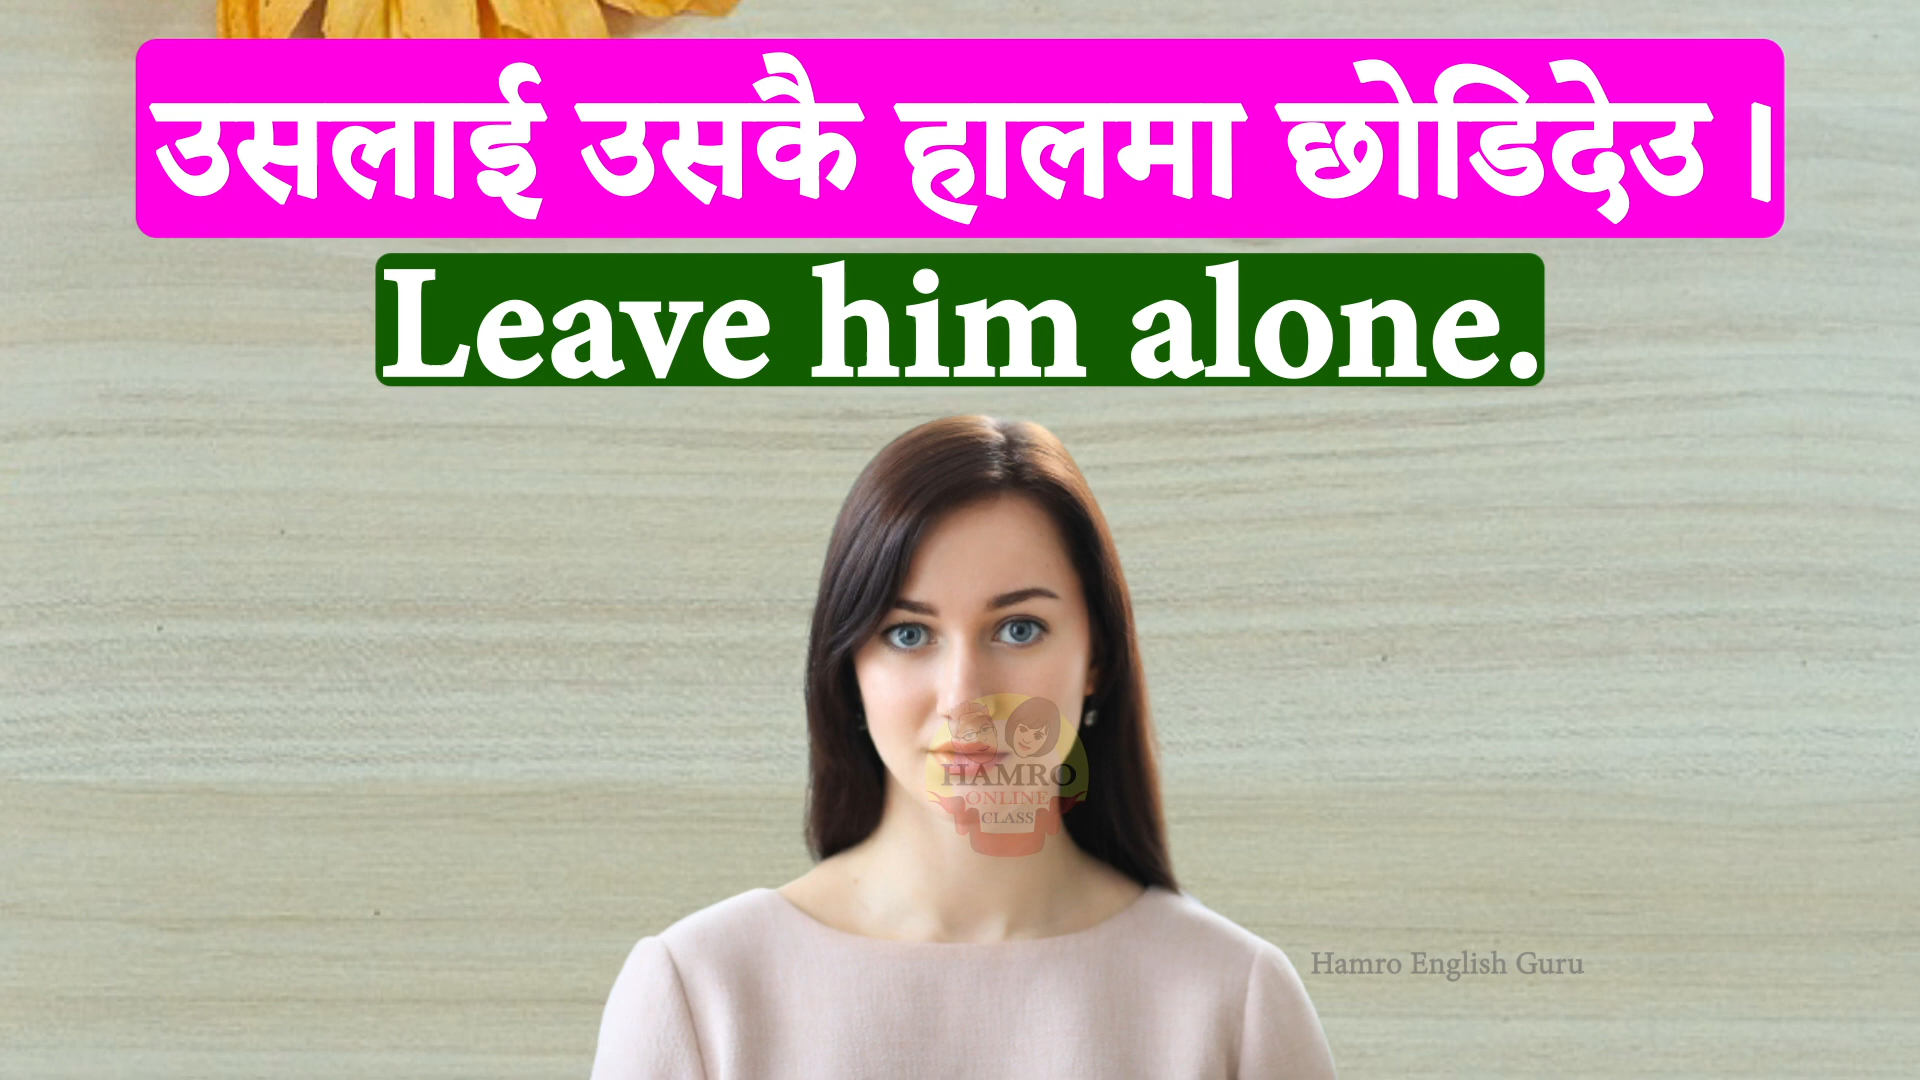 उसलाई उसकै हालमा छोडिदेउ ।
Leave him alone.
HAMRO
ONLINE
CLASS
Hamro English Guru